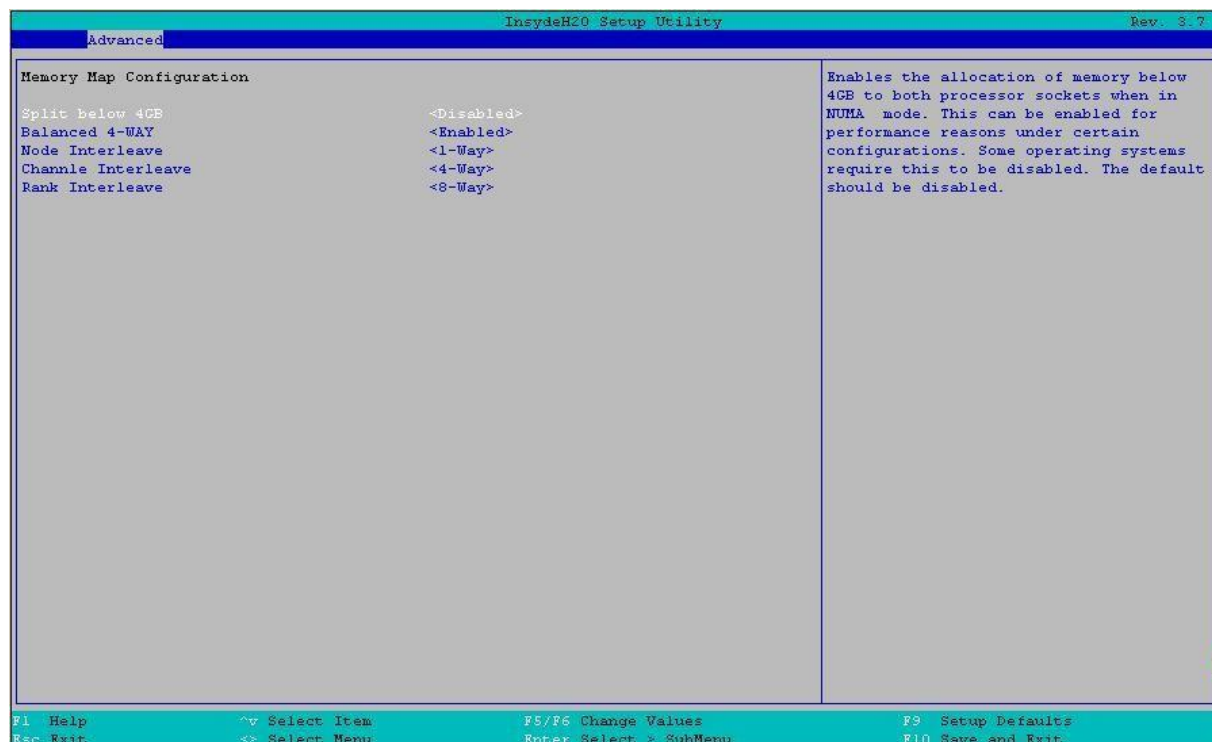 InsydeH20 Setup Utility Rev. 3.7
Advanced
Memory Map Configuration
Split below 4GB <Disabled>
Balanced 4-WAY <Enabled>
Node Interleave <1-Way>
Channle Interleave <4-Way>
Rank Interleave <8-Way>
Enables the allocation of memory below
4GB to both processor sockets when in
NUMA mode. This can be enabled for
performance reasons under certain
configurations. Some operating systems
require this to be disabled. The default
should be disabled.
F1 Help ^v Select Item F5/F6 Change Values F9 Setup Defaults
Esc Exit <> Select Menu Enter Select > SubMenu F10 Save and Exit